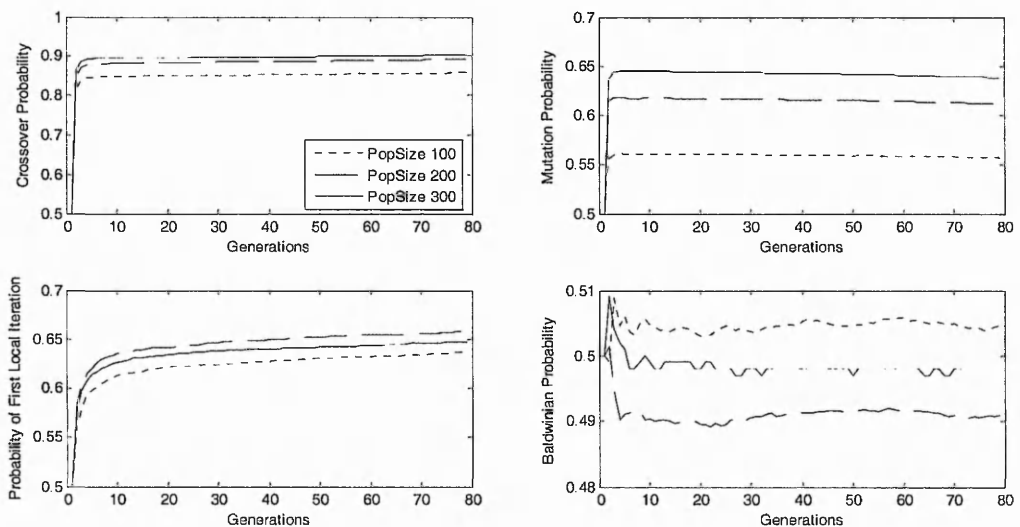 Crossover Probability
1
0.9
0.8
0.7
0.6
0.5
0 10 20 30 40 50 60 70 80
Generations
PopSize 100
PopSize 200
PopSize 300
Mutation Probability
0.7
0.65
0.6
0.55
0.5
0 10 20 30 40 50 60 70 80
Generations
Probability of First Local Iteration
0.7
0.65
0.6
0.55
0.5
0 10 20 30 40 50 60 70 80
Generations
Baldwinian Probability
0.51
0.5
0.49
0.48
0 10 20 30 40 50 60 70 80
Generations